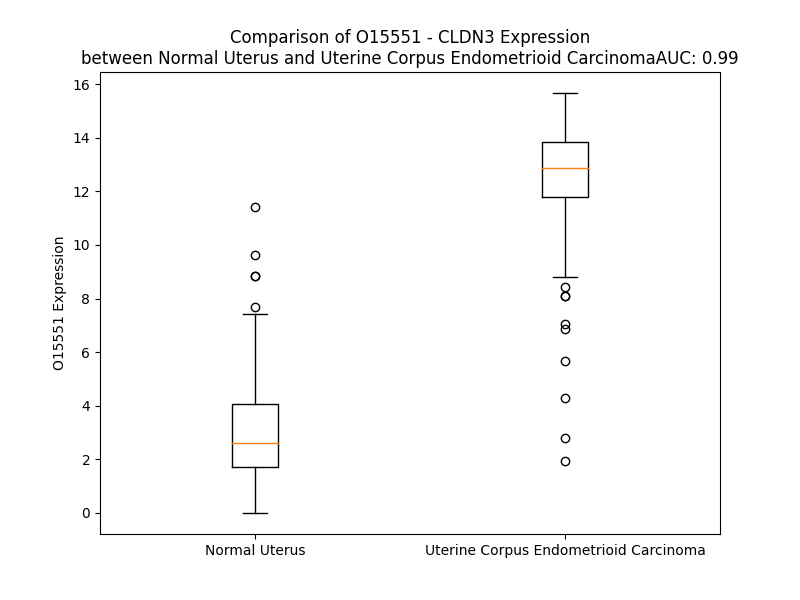 Comparison of O15551 - CLDN3 Expression
between Normal Uterus and Uterine Corpus Endometrioid CarcinomaAUC: 0.99
16
14
12
10
8
6
4
2
0
O15551 Expression
Normal Uterus
Uterine Corpus Endometrioid Carcinoma